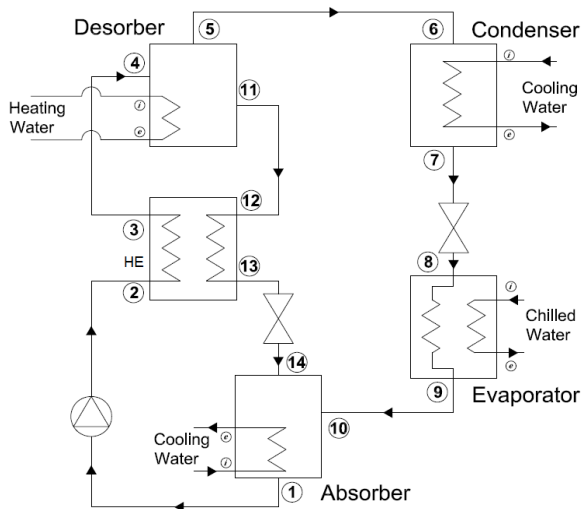 Desorber
5
6
Condenser
4
i
Cooling
Water
e
Heating
Water
i
e
11
7
12
3
HE
13
2
8
i
Chilled
Water
e
14
9
Evaporator
10
Cooling
Water
e
i
1
Absorber